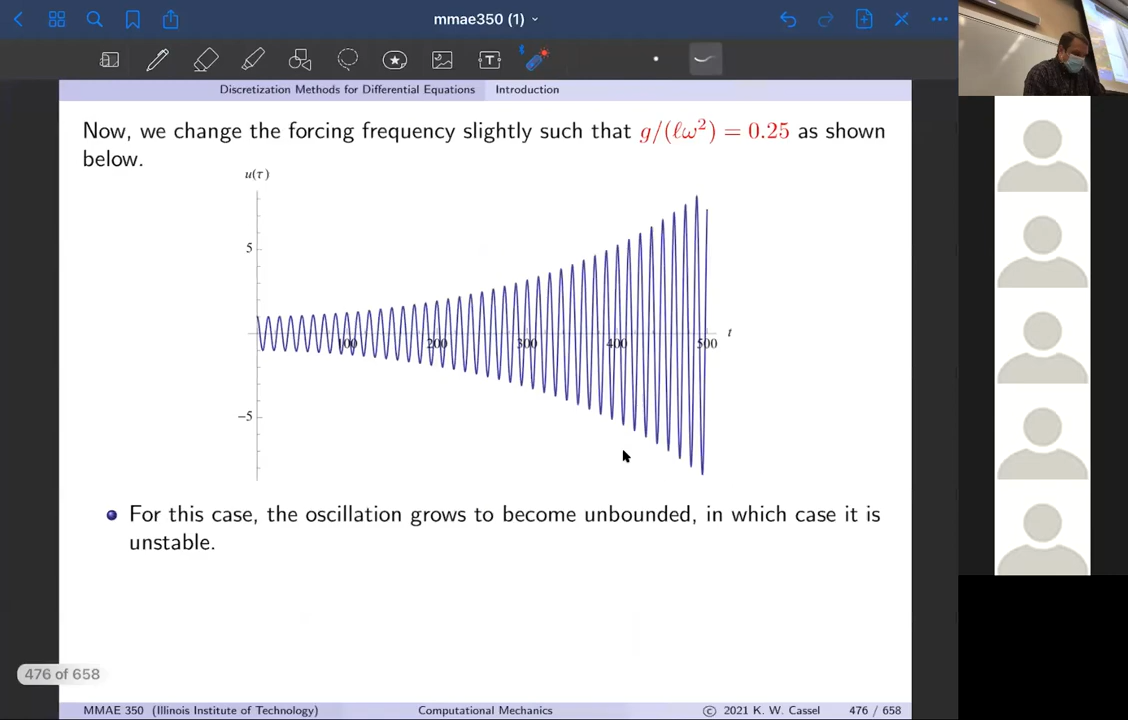 mmae350 (1)
Discretization Methods for Differential Equations Introduction
Now, we change the forcing frequency slightly such that g/(ℓω²) = 0.25 as shown
below.
u(τ)
5
t
100 200 300 400 500
−5
For this case, the oscillation grows to become unbounded, in which case it is
unstable.
476 of 658
MMAE 350 (Illinois Institute of Technology) Computational Mechanics © 2021 K. W. Cassel 476 / 658